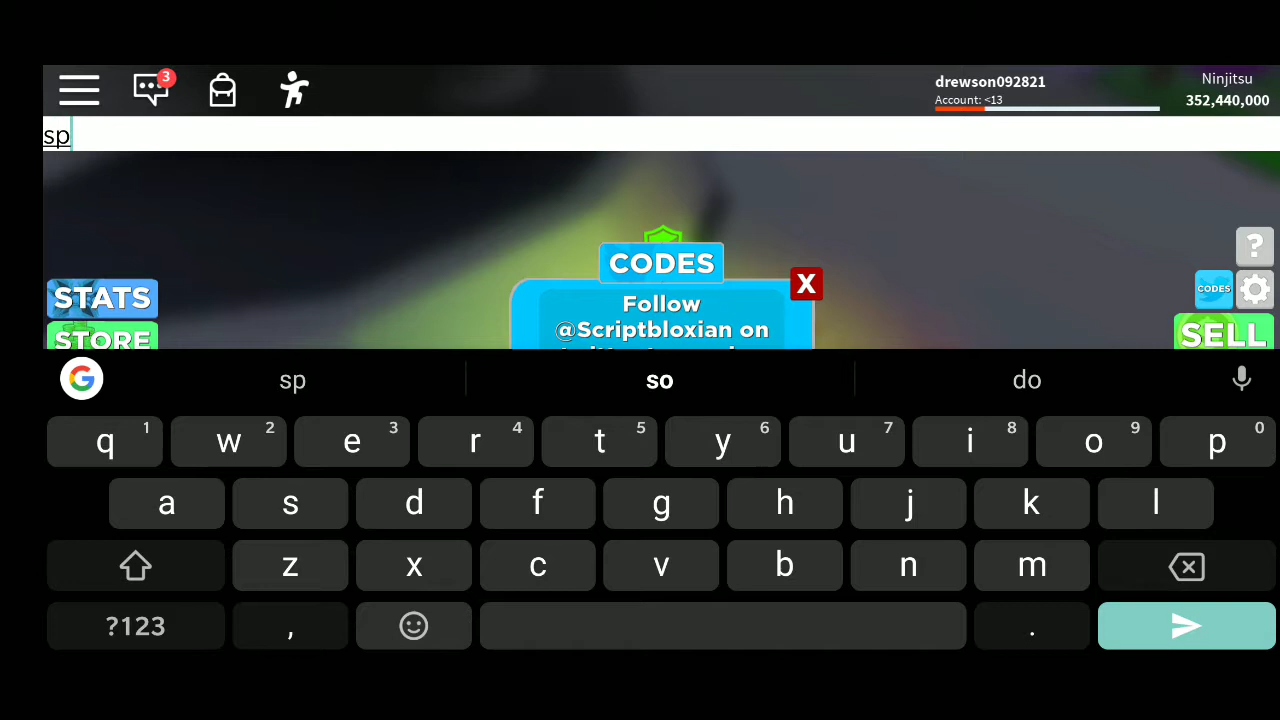 3
drewson092821
Account: <13
Ninjitsu
352,440,000
sp
CODES
X
Follow
@Scriptbloxian on
?
STATS
CODES
STORE
SELL
G sp so do
q 1 w 2 e 3 r 4 t 5 y 6 u 7 i 8 o 9 p 0
a s d f g h j k l
z x c v b n m
?123 , .